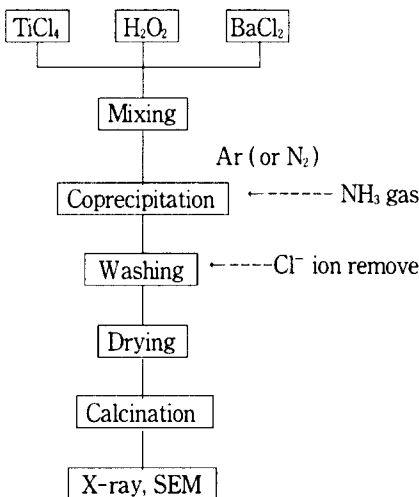 TiCl₄ H₂O₂ BaCl₂
Mixing
Ar ( or N₂ )
Coprecipitation NH₃ gas
Washing Cl⁻ ion remove
Drying
Calcination
X-ray, SEM